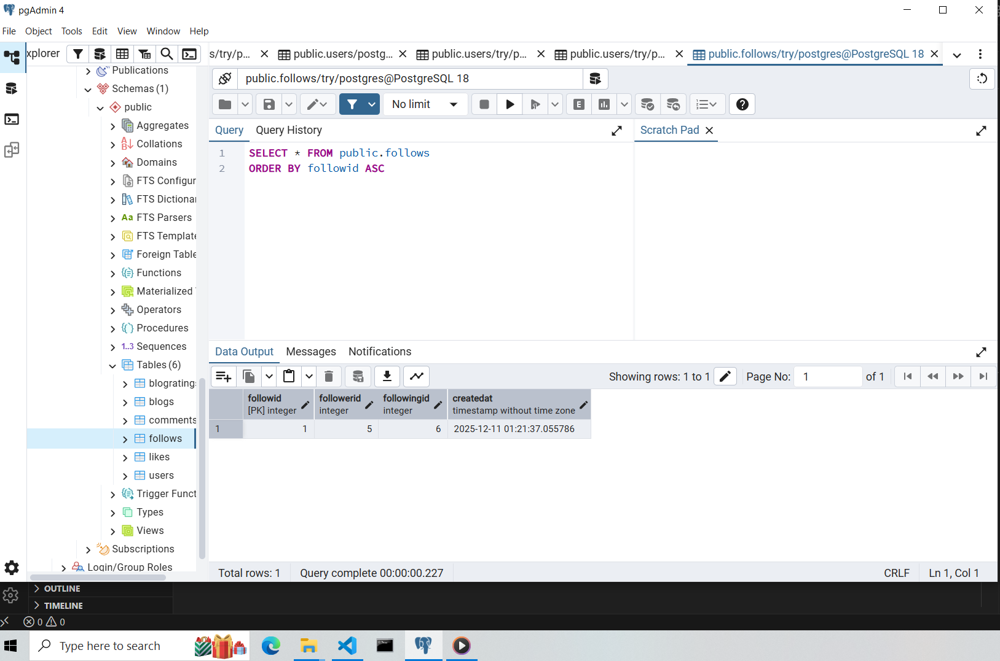 pgAdmin 4
File Object Tools Edit View Window Help
xplorer
s/try/p... public.users/postg... public.users/try/p... public.users/try/p... public.follows/try/postgres@PostgreSQL 18
public.follows/try/postgres@PostgreSQL 18
No limit
Query Query History
Scratch Pad
1 SELECT * FROM public.follows
2 ORDER BY followid ASC
Publications
Schemas (1)
public
Aggregates
Collations
Domains
FTS Configur
FTS Dictionar
FTS Parsers
FTS Template
Foreign Table
Functions
Materialized
Operators
Procedures
1..3 Sequences
Tables (6)
blogratings
blogs
comments
follows
likes
users
Trigger Funct
Types
Views
Subscriptions
Login/Group Roles
Data Output Messages Notifications
Showing rows: 1 to 1 Page No: 1 of 1
followid followerid followingid createdat
[PK] integer integer integer timestamp without time zone
1 1 5 6 2025-12-11 01:21:37.055786
Total rows: 1 Query complete 00:00:00.227 CRLF Ln 1, Col 1
OUTLINE
TIMELINE
0 0
Type here to search